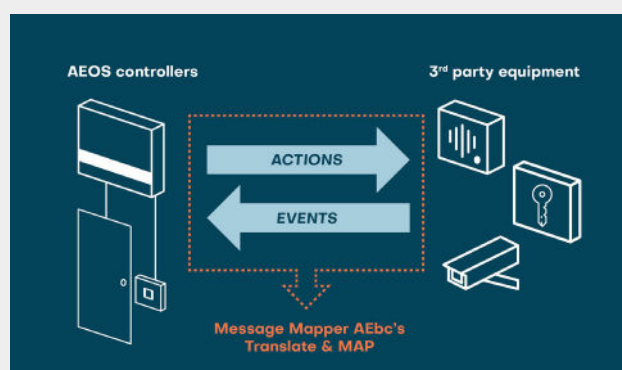 AEOS controllers
3rd party equipment
ACTIONS
EVENTS
Message Mapper AEbc's
Translate & MAP